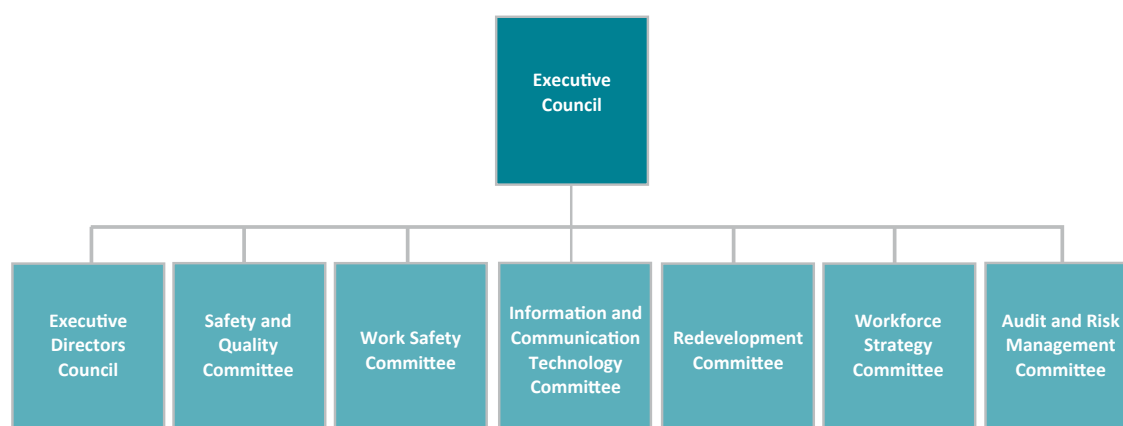 Executive
Council
Executive
Directors
Council
Safety and
Quality
Committee
Work Safety
Committee
Information and
Communication
Technology
Committee
Redevelopment
Committee
Workforce
Strategy
Committee
Audit and Risk
Management
Committee